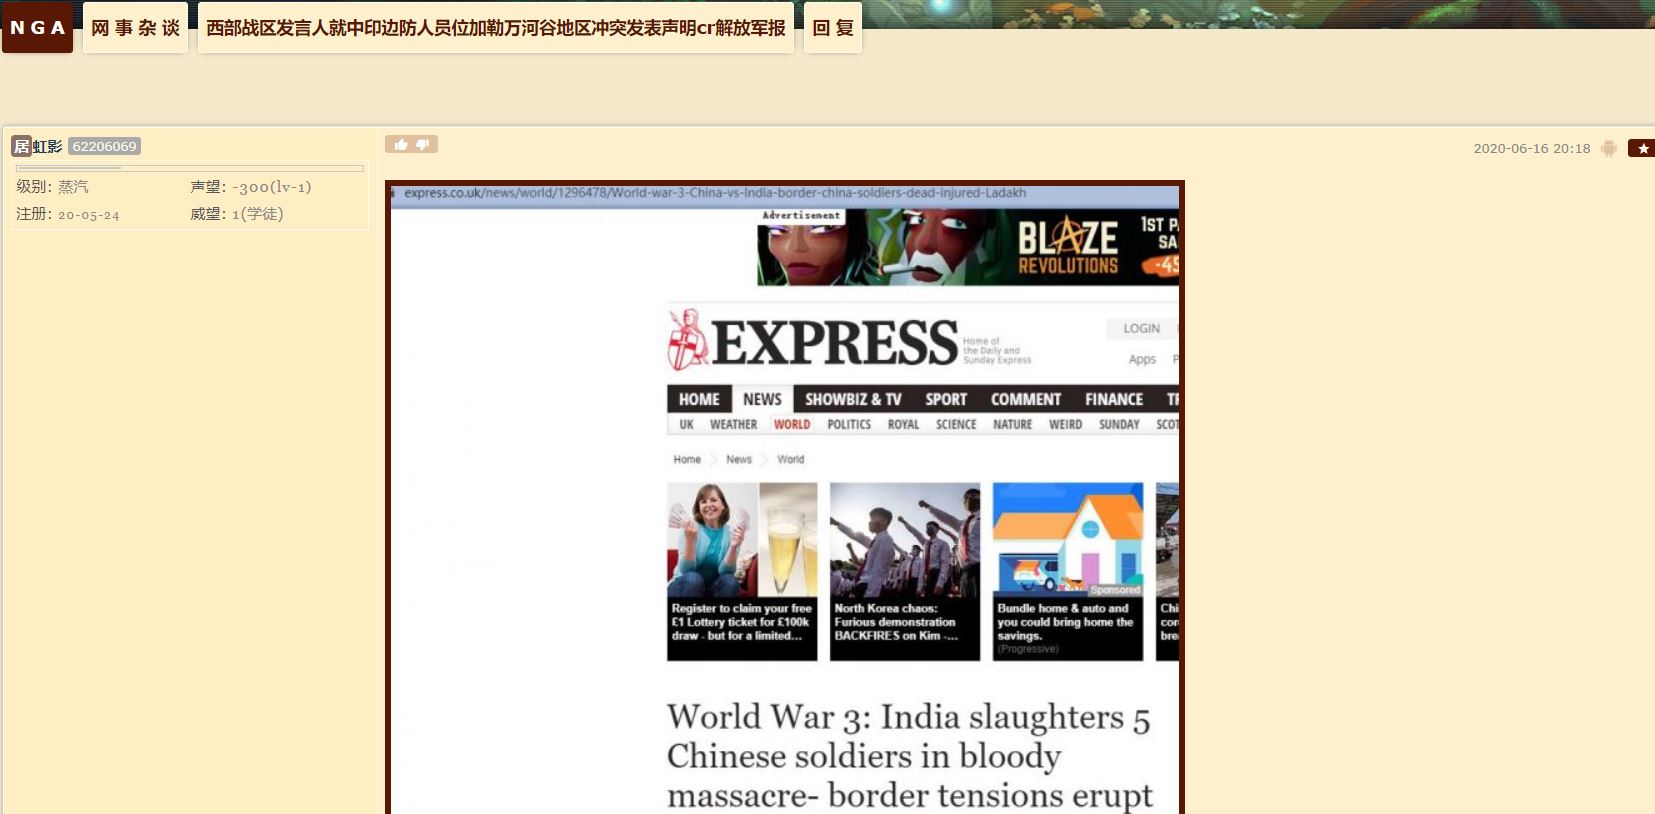 NGA 网事杂谈 西部战区发言人就中印边防人员位加勒万河谷地区冲突发表声明cr解放军报 回复
居虹影 62206069
2020-06-16 20:18
级别: 蒸汽 声望: -300(lv-1)
注册: 20-05-24 威望: 1(学徒)
express.co.uk/news/world/1296478/World-war-3-China-vs-India-border-china-soldiers-dead-injured-Ladakh
Advertisement
BLAZE
REVOLUTIONS
1ST
-4
EXPRESS
Home of
the Daily and
Sunday Express
LOGIN
Apps
HOME NEWS SHOWBIZ & TV SPORT COMMENT FINANCE
UK WEATHER WORLD POLITICS ROYAL SCIENCE NATURE WEIRD SUNDAY
Home News World
Register to claim your free
£1 Lottery ticket for £100k
draw - but for a limited...
North Korea chaos:
Furious demonstration
BACKFIRES on Kim -...
Sponsored
Bundle home & auto and
you could bring home the
savings.
(Progressive)
World War 3: India slaughters 5
Chinese soldiers in bloody
massacre- border tensions erupt